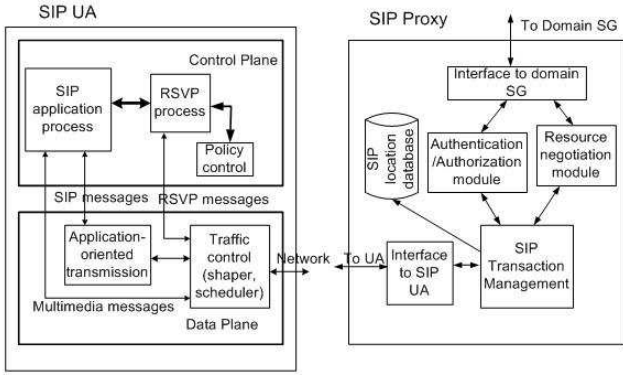 SIP UA
Control Plane
SIP
application
process
RSVP
process
Policy
control
SIP messages
RSVP messages
Application-
oriented
transmission
Traffic
control
(shaper,
scheduler)
Multimedia messages
Data Plane
Network
To UA
SIP Proxy
To Domain SG
Interface to domain
SG
SIP
location
database
Authentication
/Authorization
module
Resource
negotiation
module
Interface
to SIP
UA
SIP
Transaction
Management